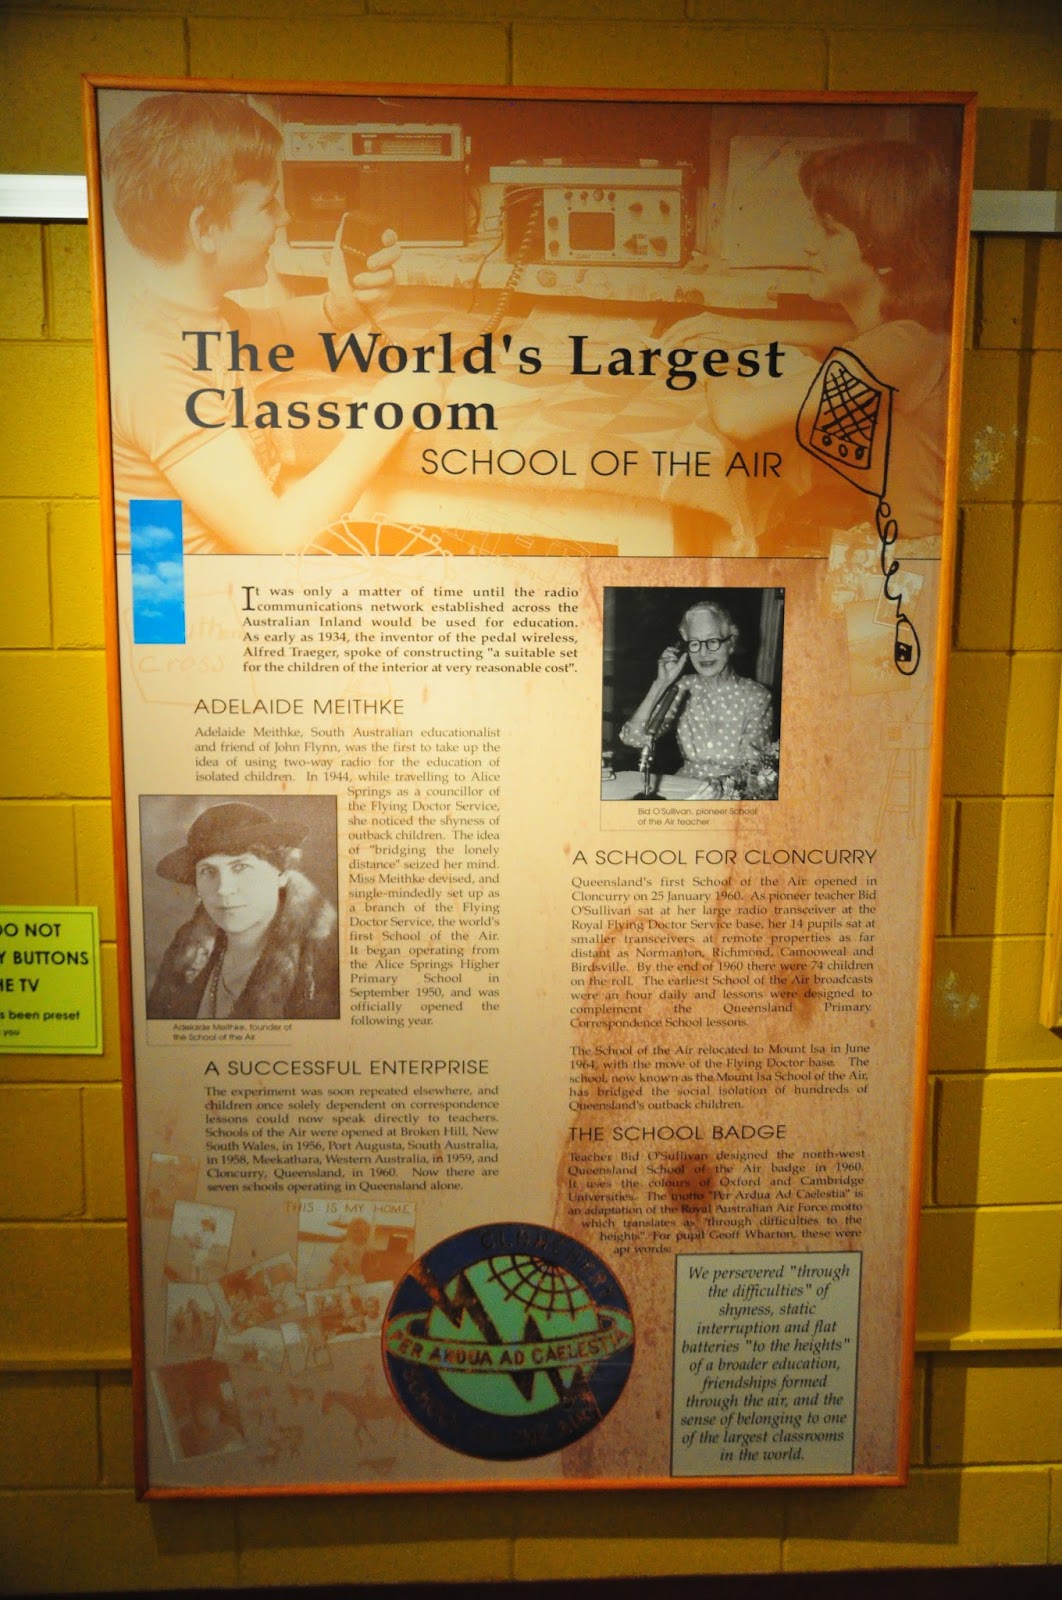 The World's Largest
Classroom
SCHOOL OF THE AIR
It was only a matter of time until the radio
communications network established across the
Australian Inland would be used for education.
As early as 1934, the inventor of the pedal wireless,
Alfred Traeger, spoke of constructing "a suitable set
for the children of the interior at very reasonable cost".
ADELAIDE MEITHKE
Adelaide Meithke, South Australian educationalist
and friend of John Flynn, was the first to take up the
idea of using two-way radio for the education of
isolated children. In 1944, while travelling to Alice
Springs as a councillor of
the Flying Doctor Service,
she noticed the shyness of
outback children. The idea
of "bridging the lonely
distance" seized her mind.
Miss Meithke devised, and
single-mindedly set up as
a branch of the Flying
Doctor Service, the world's
first School of the Air.
It began operating from
the Alice Springs Higher
Primary School in
September 1950, and was
officially opened the
following year.
Adelaide Meithke, founder of
the School of the Air
A SUCCESSFUL ENTERPRISE
The experiment was soon repeated elsewhere, and
children once solely dependent on correspondence
lessons could now speak directly to teachers.
Schools of the Air were opened at Broken Hill, New
South Wales, in 1956, Port Augusta, South Australia,
in 1958, Meekathara, Western Australia, in 1959, and
Cloncurry, Queensland, in 1960. Now there are
seven schools operating in Queensland alone.
THIS IS MY HOME!
Bid O'Sullivan, pioneer School
of the Air teacher
A SCHOOL FOR CLONCURRY
Queensland's first School of the Air opened in
Cloncurry on 25 January 1960. As pioneer teacher Bid
O'Sullivan sat at her large radio transceiver at the
Royal Flying Doctor Service base, her 14 pupils sat at
smaller transceivers at remote properties as far
distant as Normanton, Richmond, Camooweal and
Birdsville. By the end of 1960 there were 74 children
on the roll. The earliest School of the Air broadcasts
were an hour daily and lessons were designed to
complement the Queensland Primary
Correspondence School lessons.
The School of the Air relocated to Mount Isa in June
1964, with the move of the Flying Doctor base. The
school, now known as the Mount Isa School of the Air,
has bridged the social isolation of hundreds of
Queensland's outback children.
THE SCHOOL BADGE
Teacher Bid O'Sullivan designed the north-west
Queensland School of the Air badge in 1960.
It uses the colours of Oxford and Cambridge
Universities. The motto "Per Ardua Ad Caelestia" is
an adaptation of the Royal Australian Air Force motto
which translates as "through difficulties to the
heights". For pupil Geoff Wharton, these were
apt words:
We persevered "through
the difficulties" of
shyness, static
interruption and flat
batteries "to the heights"
of a broader education,
friendships formed
through the air, and the
sense of belonging to one
of the largest classrooms
in the world.
CLONCURRY
PER ARDUA AD CAELESTIA
SCHOOL OF THE AIR
DO NOT
Y BUTTONS
HE TV
s been preset
you